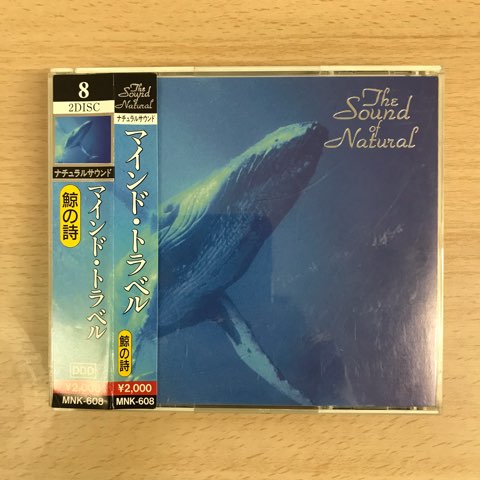 8
2DISC
ナチュラルサウンド
鯨の詩
マインド・トラベル
DDD
MNK-608
The
Sound
of
Natural
ナチュラルサウンド
マインド・トラベル
鯨の詩
¥2,000
MNK-608
The
Sound
of
Natural